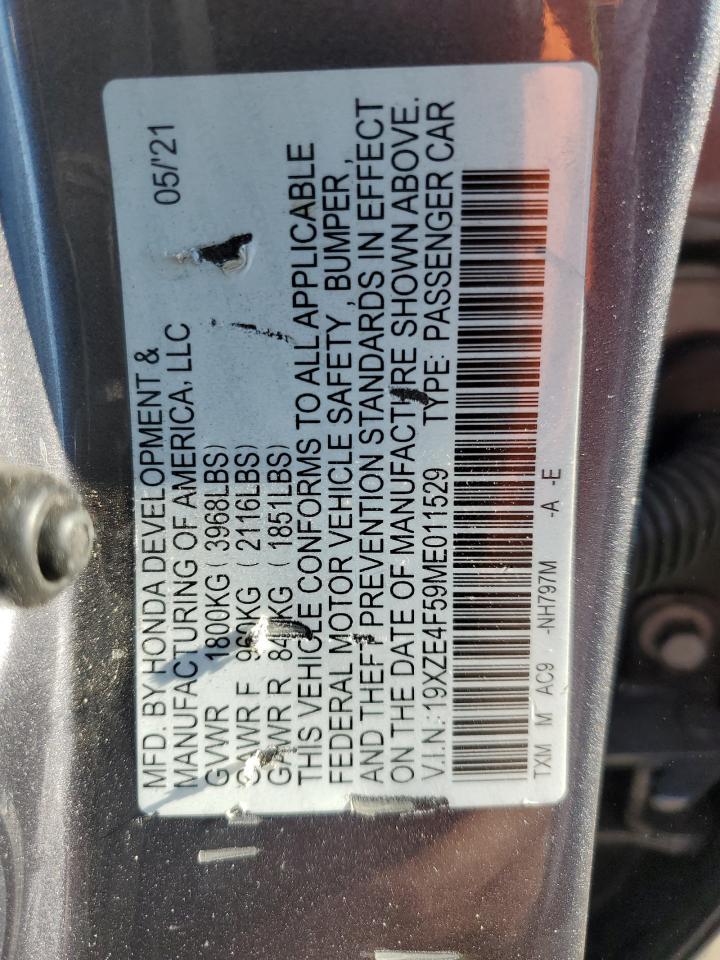 MFD. BY HONDA DEVELOPMENT &
MANUFACTURING OF AMERICA, LLC 05/'21
GVWR 1800KG ( 3968LBS)
GAWR F 960KG ( 2116LBS)
GAWR R 840KG ( 1851LBS)
THIS VEHICLE CONFORMS TO ALL APPLICABLE
FEDERAL MOTOR VEHICLE SAFETY , BUMPER ,
AND THEFT PREVENTION STANDARDS IN EFFECT
ON THE DATE OF MANUFACTURE SHOWN ABOVE.
V.I.N.: 19XZE4F59ME011529 TYPE: PASSENGER CAR
TXM M AC9 -NH797M -A -E